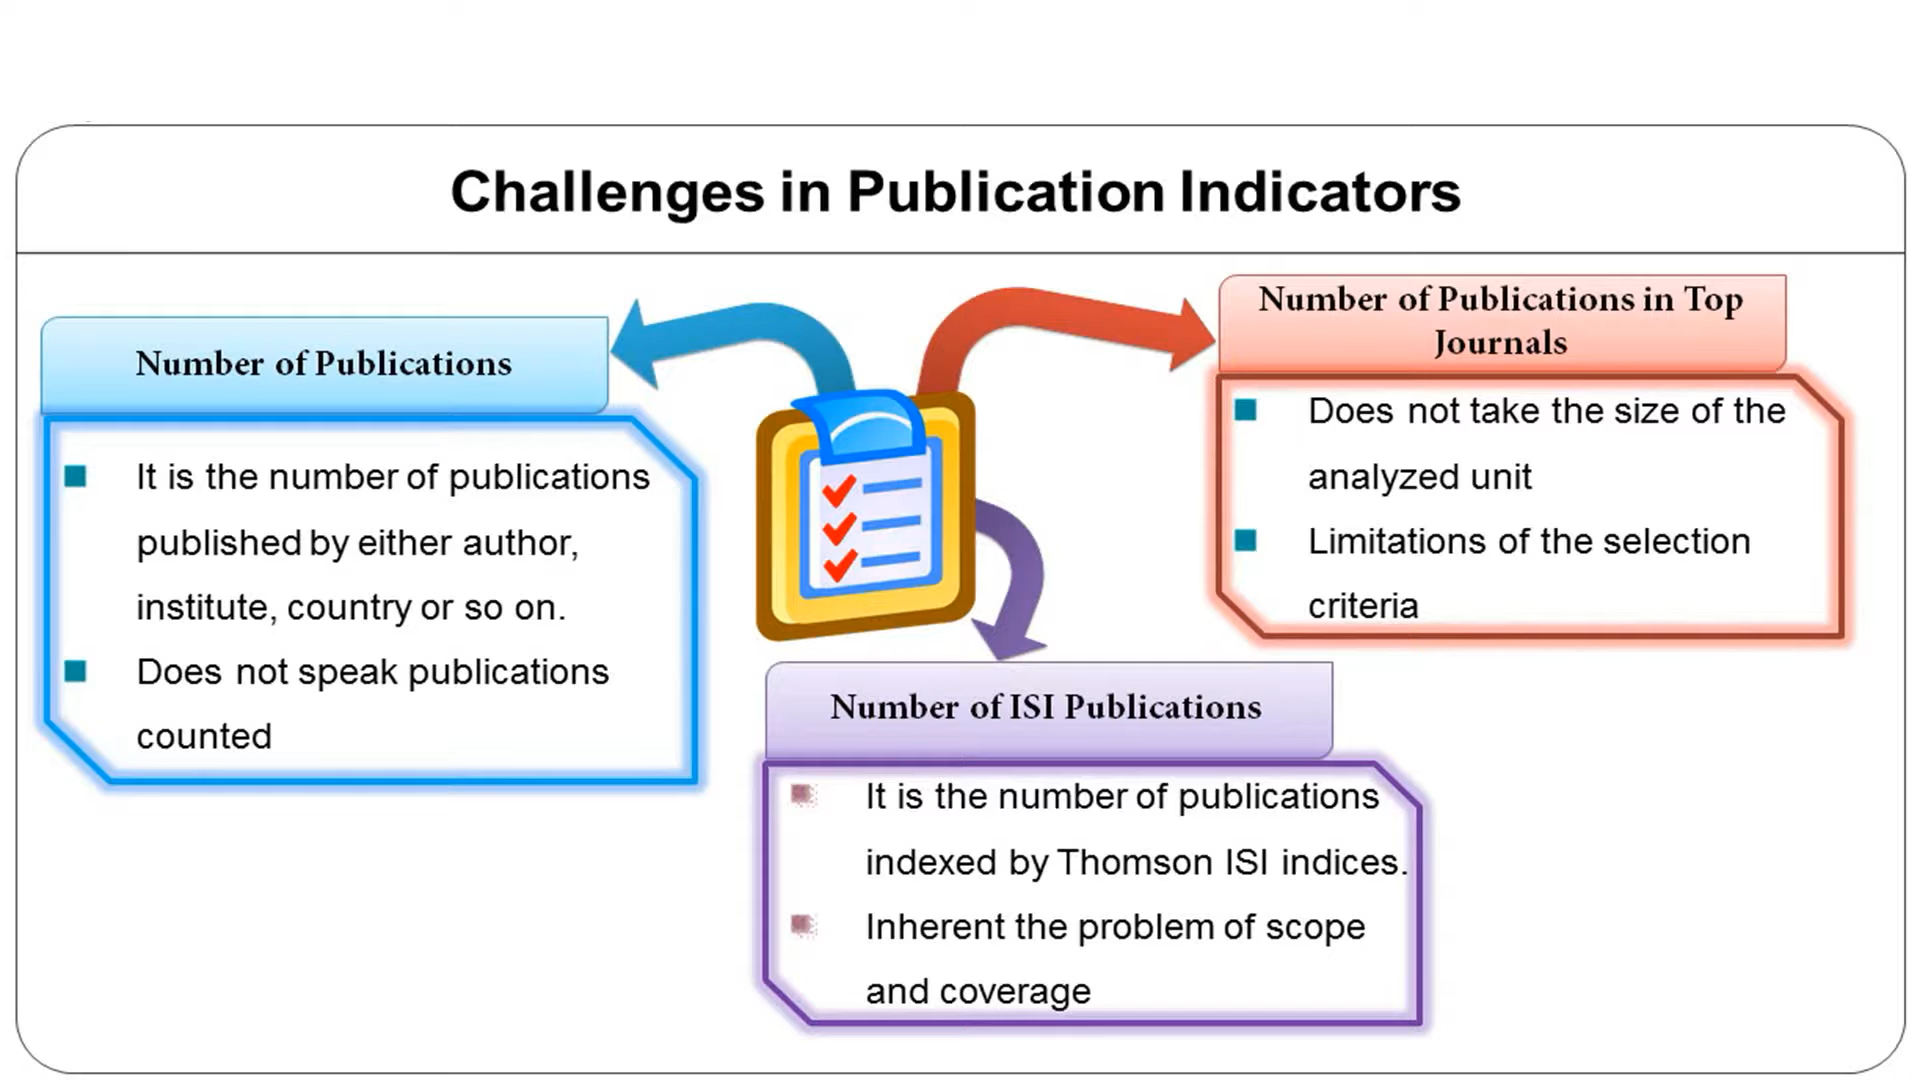 Challenges in Publication Indicators
Number of Publications
It is the number of publications
published by either author,
institute, country or so on.
Does not speak publications
counted
Number of Publications in Top
Journals
Does not take the size of the
analyzed unit
Limitations of the selection
criteria
Number of ISI Publications
It is the number of publications
indexed by Thomson ISI indices.
Inherent the problem of scope
and coverage